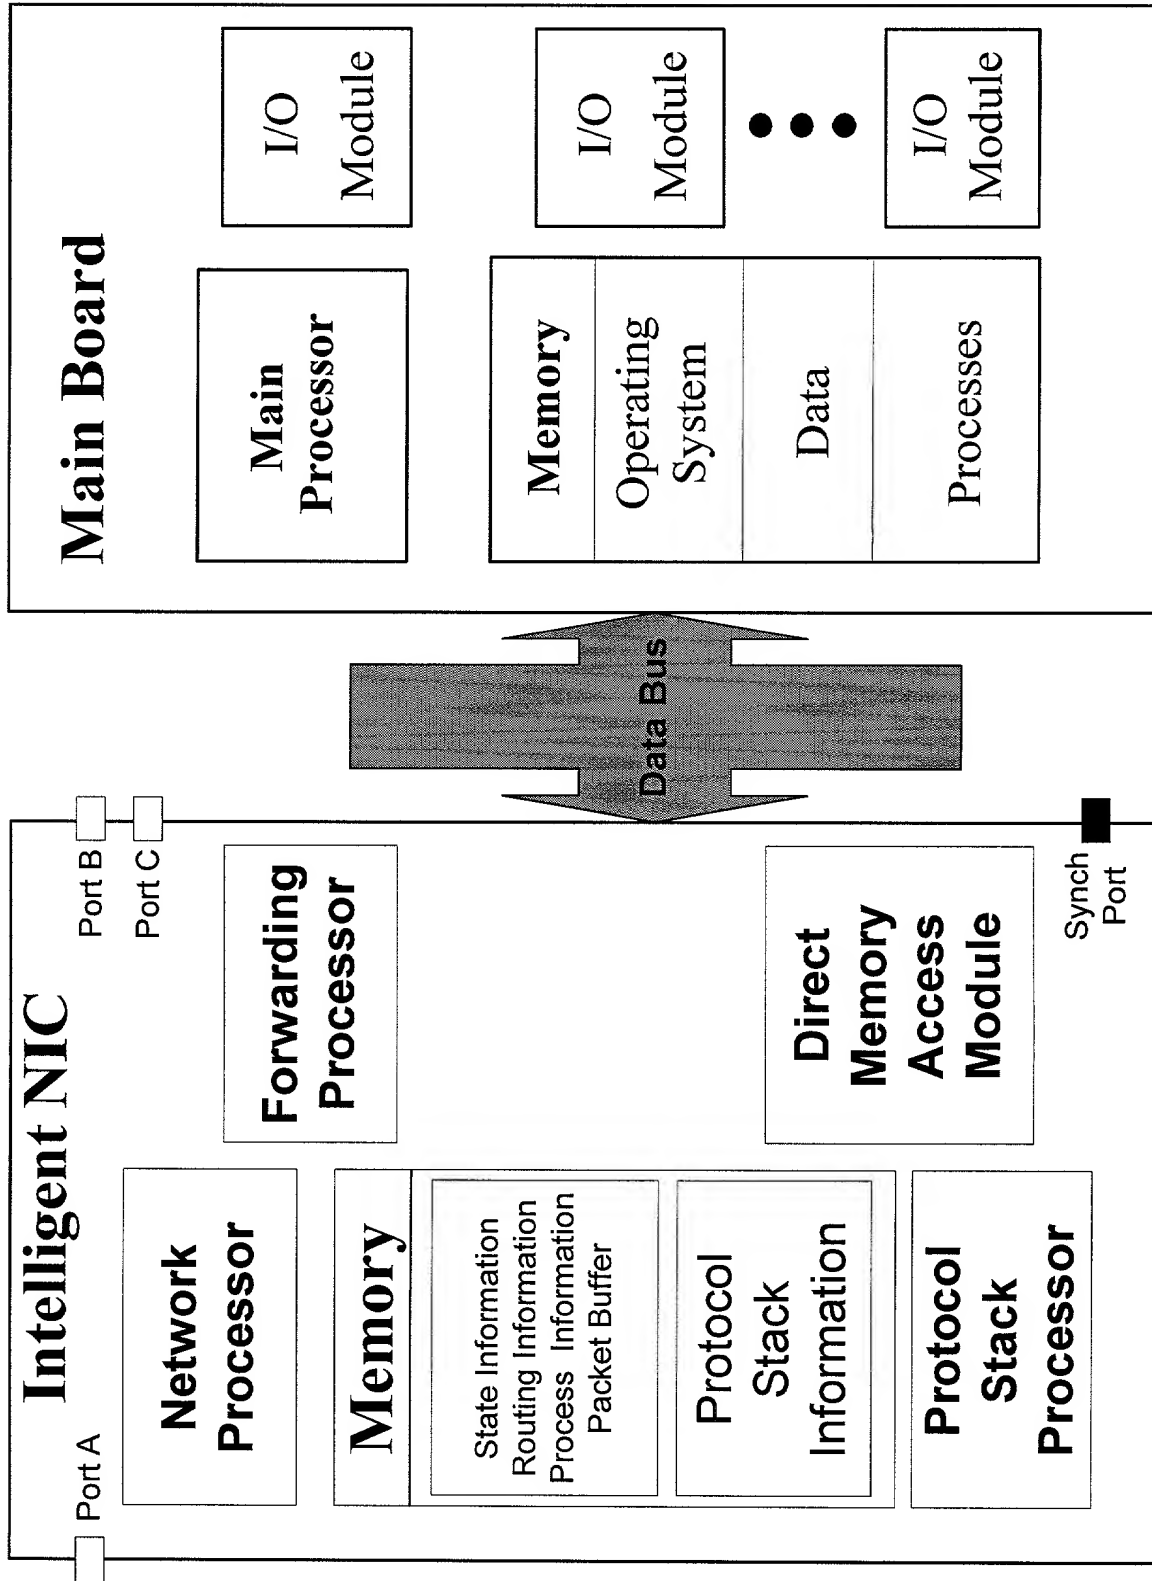 Intelligent NIC
Port A
Port B
Port C
Network
Processor
Forwarding
Processor
Memory
State Information
Routing Information
Process Information
Packet Buffer
Protocol
Stack
Information
Direct
Memory
Access
Module
Protocol
Stack
Processor
Synch
Port
Data Bus
Main Board
Main
Processor
I/O
Module
Memory
Operating
System
Data
Processes
I/O
Module
I/O
Module